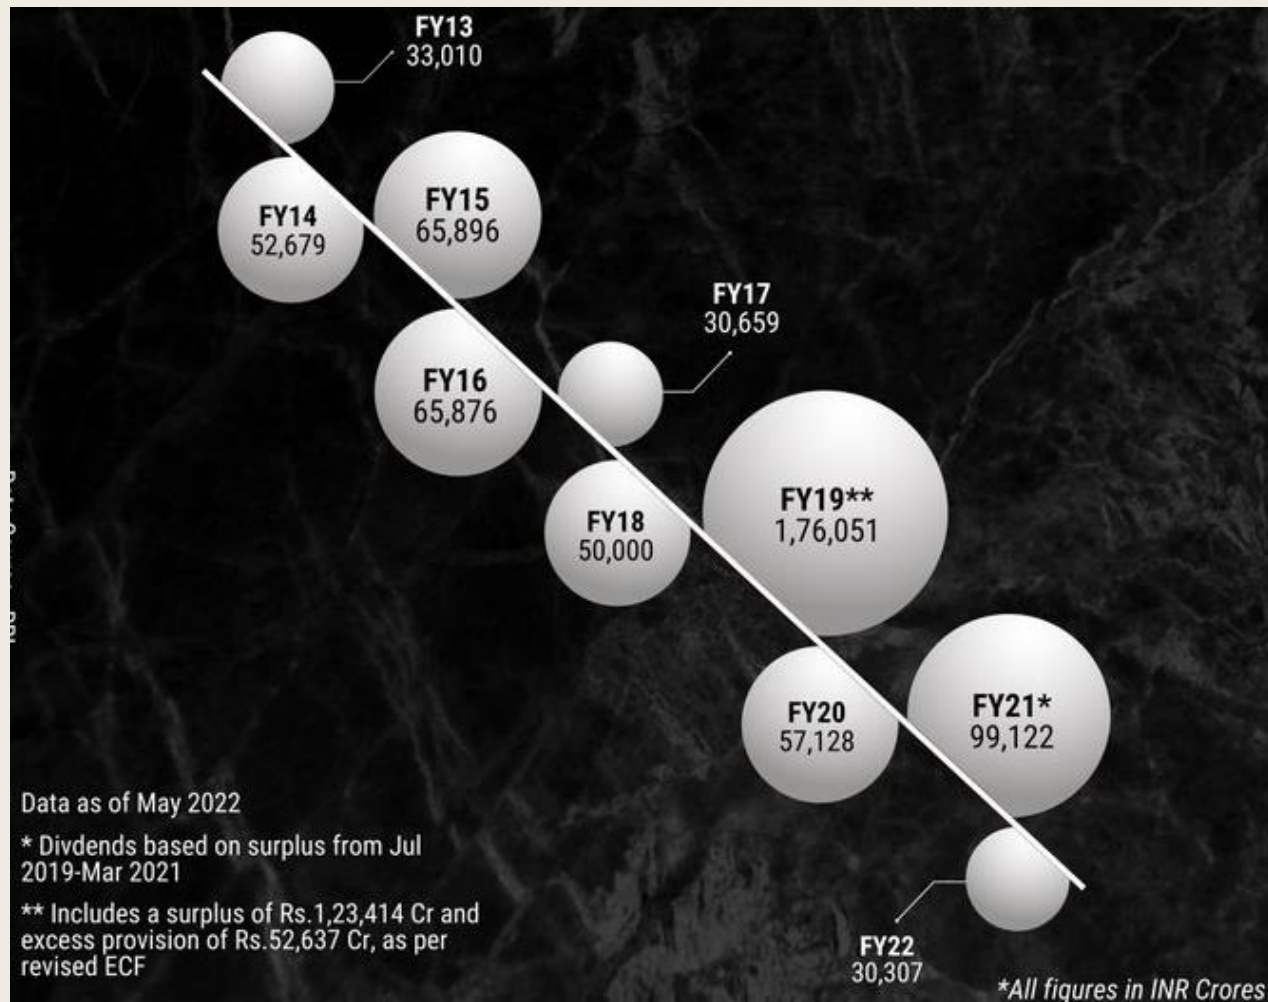 FY13
33,010
FY14
52,679
FY15
65,896
FY16
65,876
FY17
30,659
FY18
50,000
FY19**
1,76,051
FY20
57,128
FY21*
99,122
FY22
30,307
Data as of May 2022
* Divdends based on surplus from Jul
2019-Mar 2021
** Includes a surplus of Rs.1,23,414 Cr and
excess provision of Rs.52,637 Cr, as per
revised ECF
*All figures in INR Crores